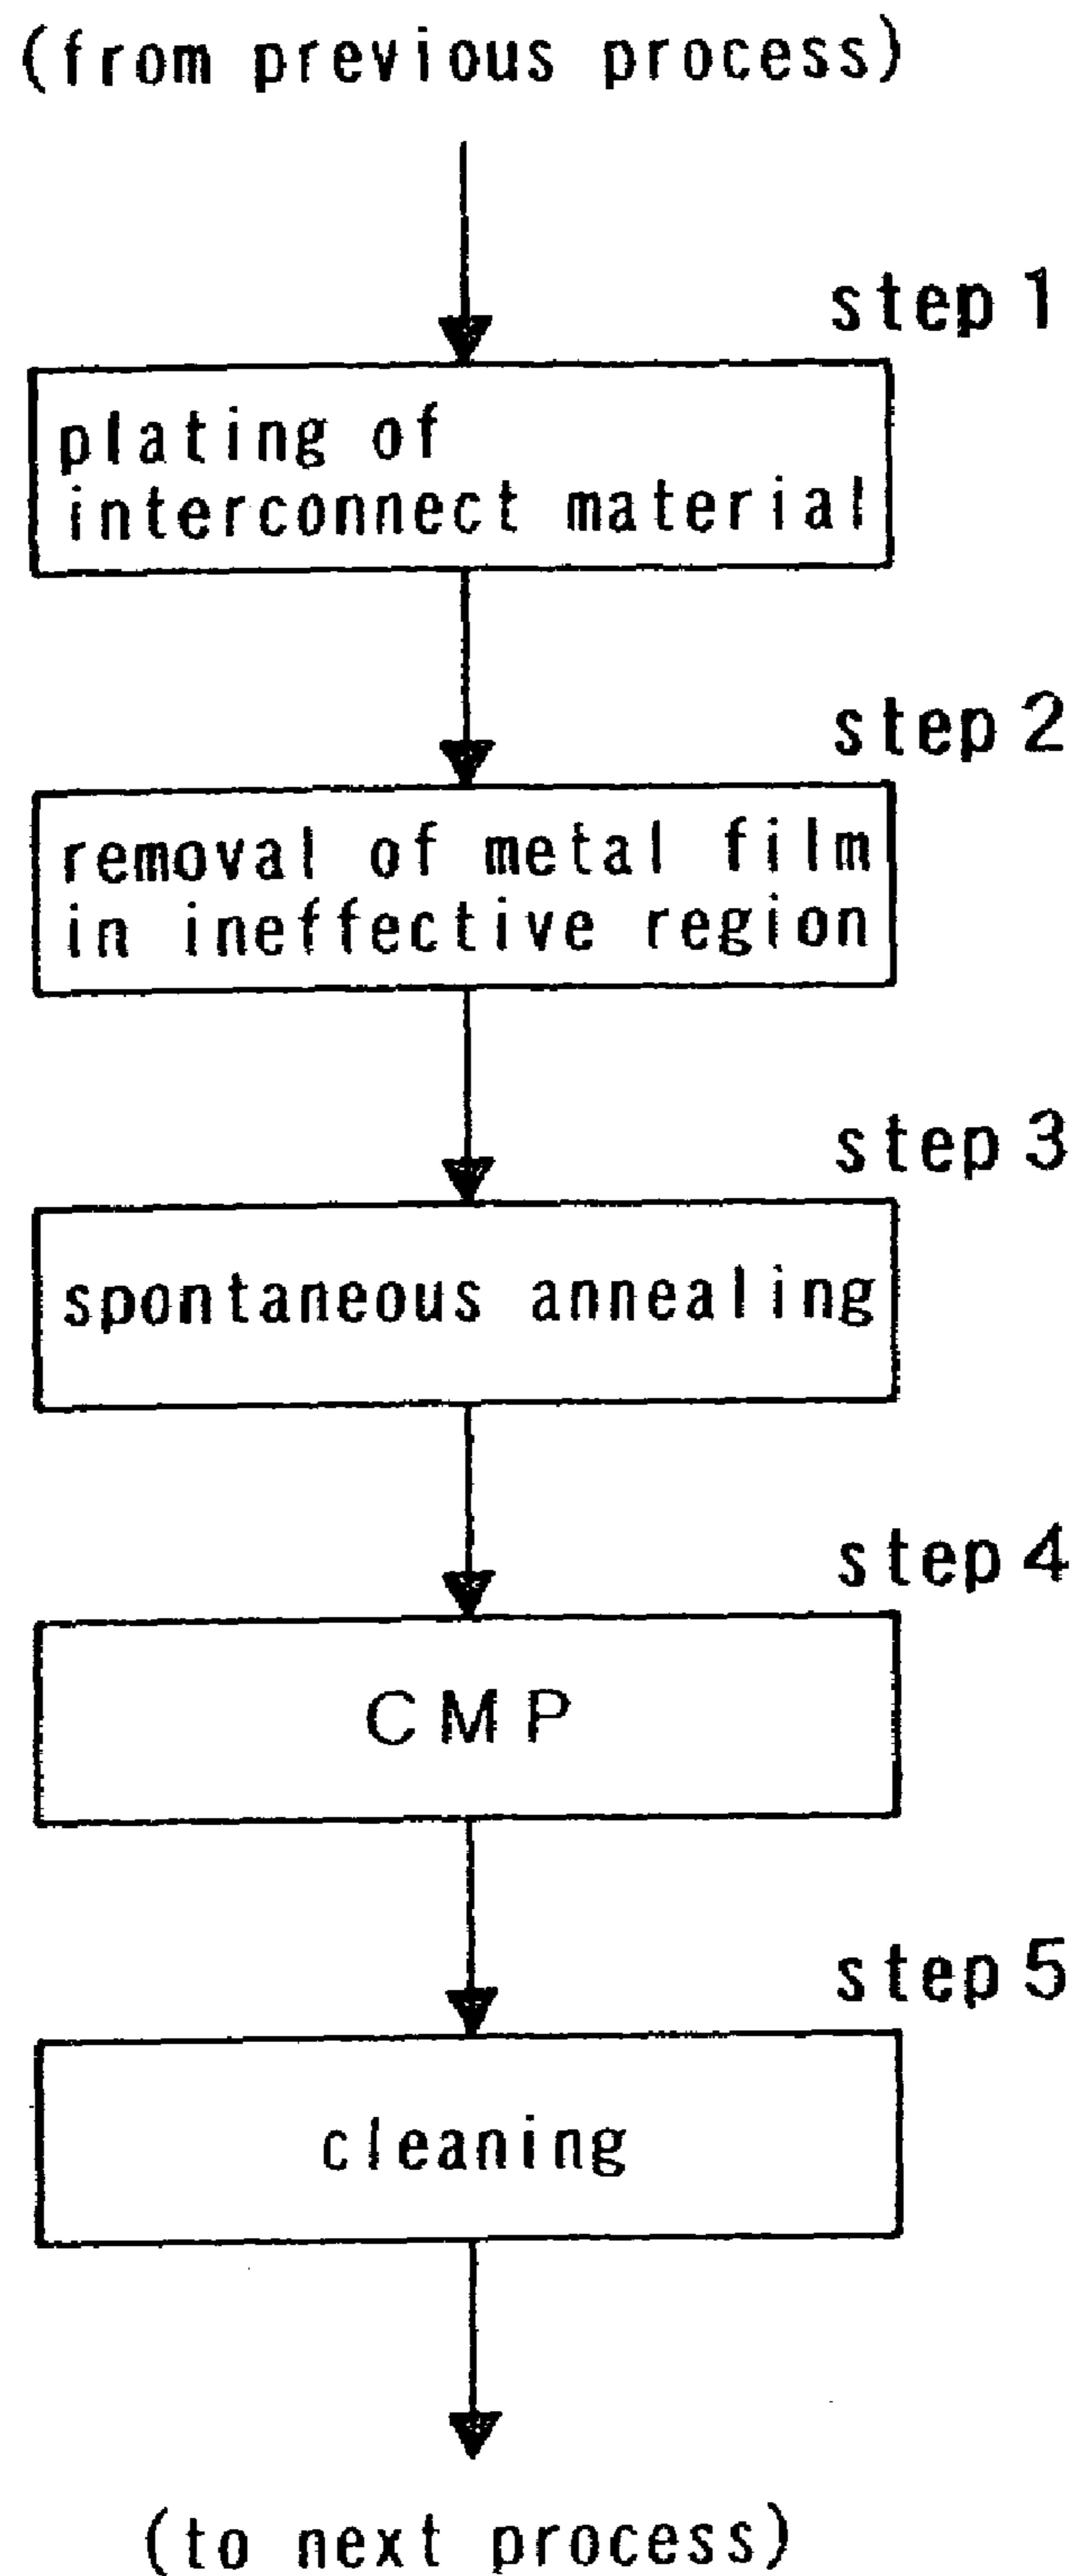 (from previous process)
step 1
plating of
interconnect material
step 2
removal of metal film
in ineffective region
step 3
spontaneous annealing
step 4
CMP
step 5
cleaning
(to next process)